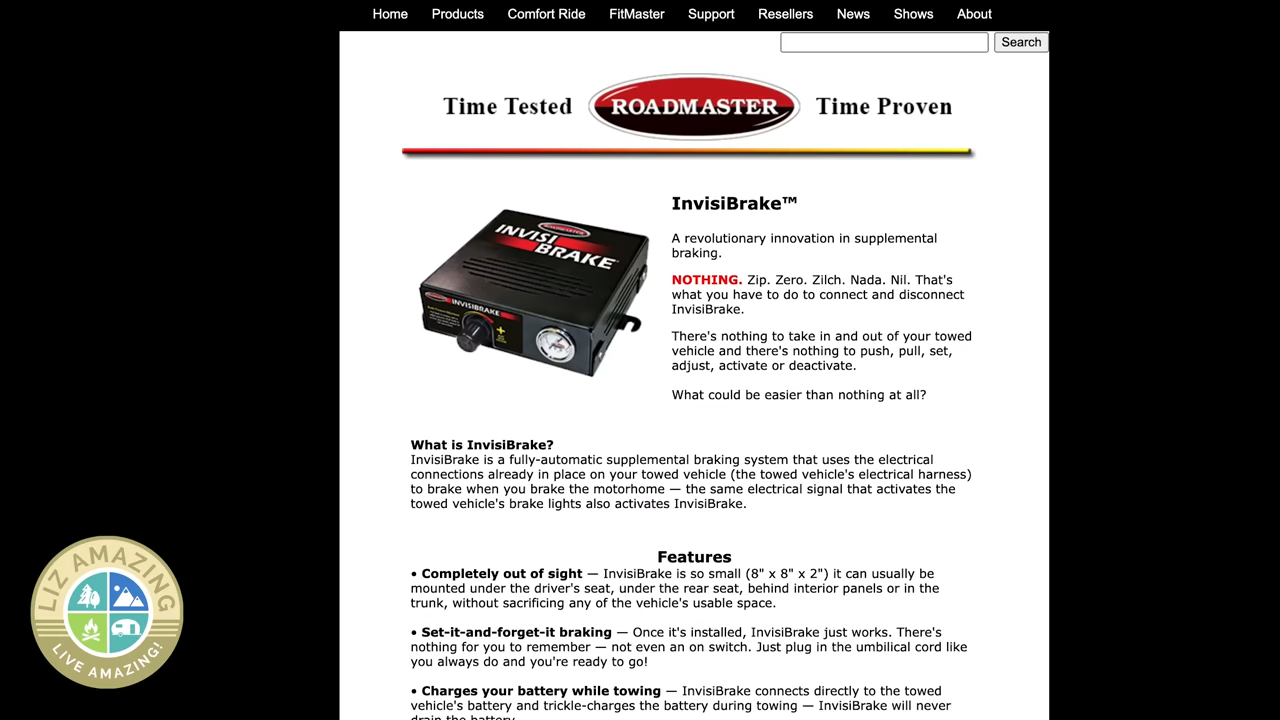 Home Products Comfort Ride FitMaster Support Resellers News Shows About
Search
Time Tested ROADMASTER Time Proven
InvisiBrake™
A revolutionary innovation in supplemental
braking.
NOTHING. Zip. Zero. Zilch. Nada. Nil. That's
what you have to do to connect and disconnect
InvisiBrake.
There's nothing to take in and out of your towed
vehicle and there's nothing to push, pull, set,
adjust, activate or deactivate.
What could be easier than nothing at all?
ROADMASTER
INVISI
BRAKE
INVISIBRAKE
What is InvisiBrake?
InvisiBrake is a fully-automatic supplemental braking system that uses the electrical
connections already in place on your towed vehicle (the towed vehicle's electrical harness)
to brake when you brake the motorhome — the same electrical signal that activates the
towed vehicle's brake lights also activates InvisiBrake.
Features
• Completely out of sight — InvisiBrake is so small (8" x 8" x 2") it can usually be
mounted under the driver's seat, under the rear seat, behind interior panels or in the
trunk, without sacrificing any of the vehicle's usable space.
• Set-it-and-forget-it braking — Once it's installed, InvisiBrake just works. There's
nothing for you to remember — not even an on switch. Just plug in the umbilical cord like
you always do and you're ready to go!
• Charges your battery while towing — InvisiBrake connects directly to the towed
vehicle's battery and trickle-charges the battery during towing — InvisiBrake will never
drain the battery.
LIZ AMAZING
LIVE AMAZING!